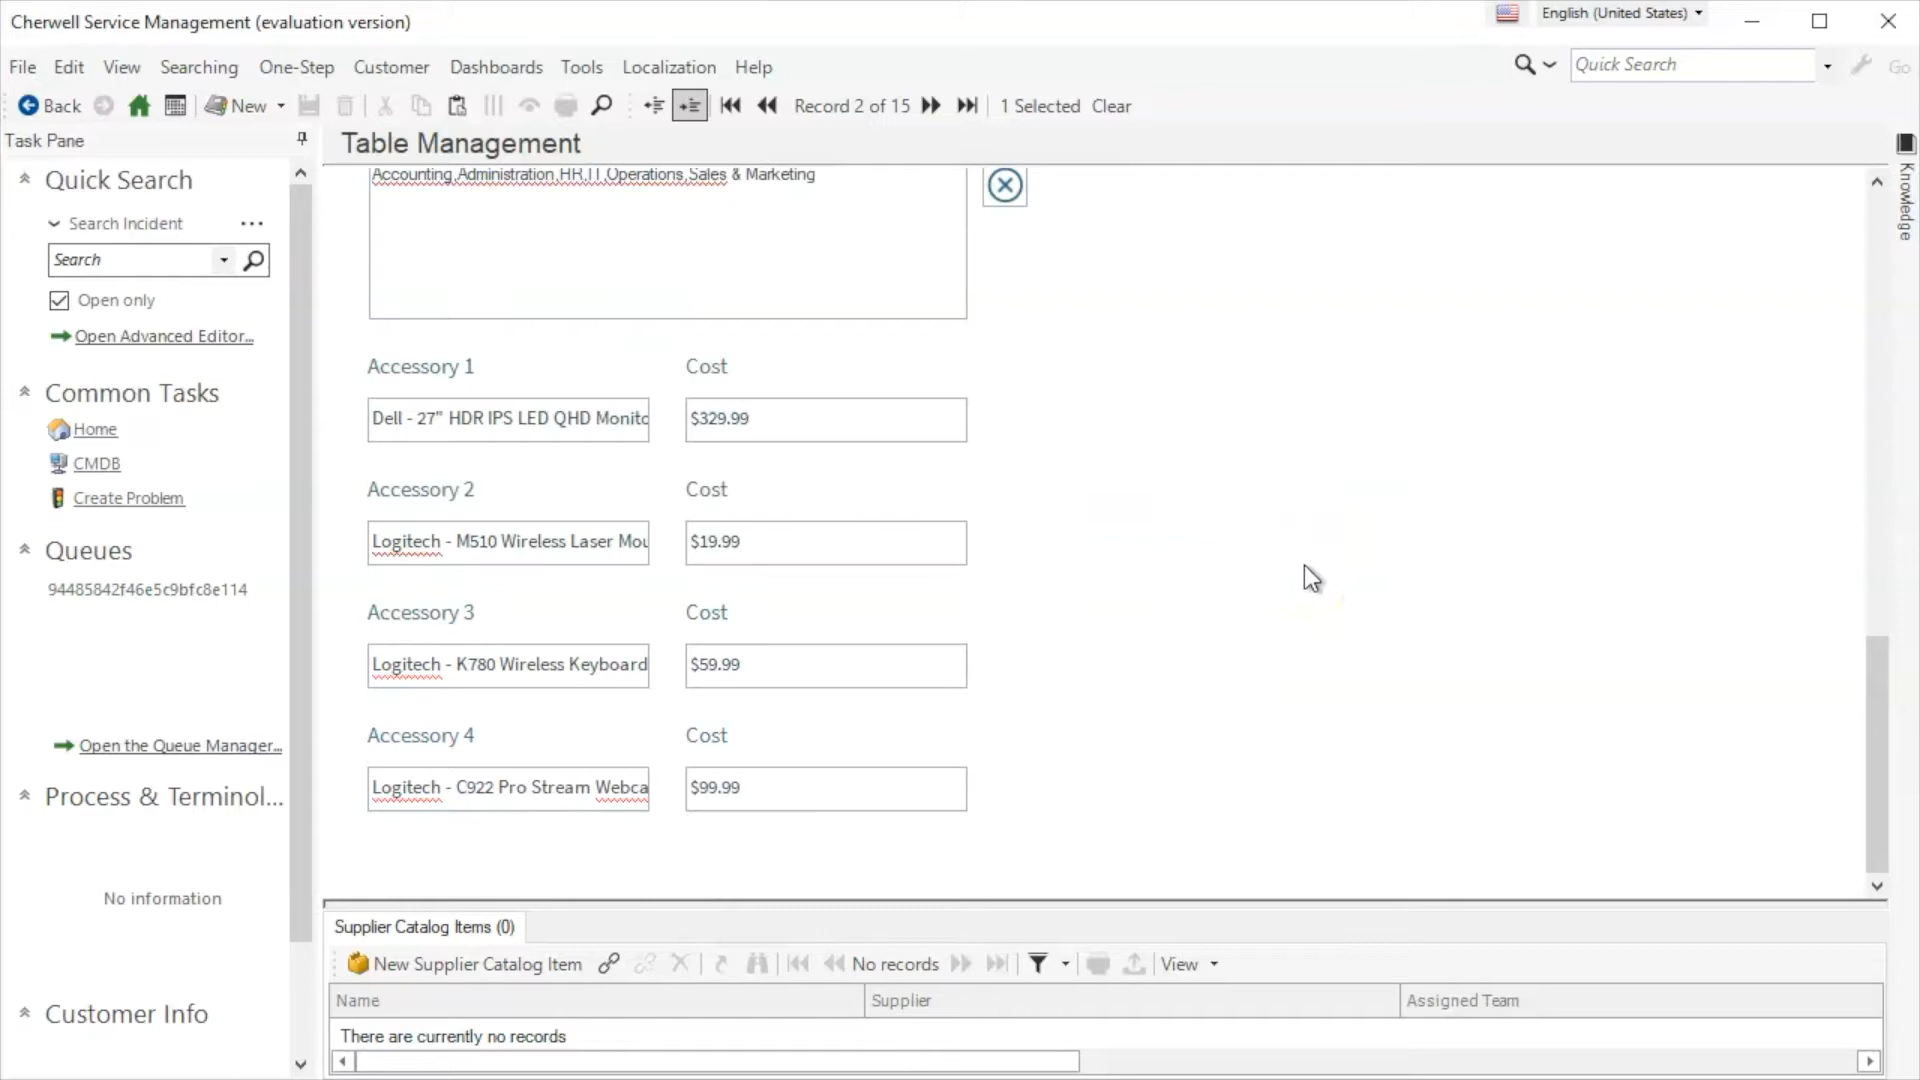 Cherwell Service Management (evaluation version)
English (United States)
File Edit View Searching One-Step Customer Dashboards Tools Localization Help
Quick Search
Go
Back New Record 2 of 15 1 Selected Clear
Task Pane
Table Management
Knowledge
Quick Search
Search Incident
Search
Open only
Open Advanced Editor...
Common Tasks
Home
CMDB
Create Problem
Queues
94485842f46e5c9bfc8e114
Open the Queue Manager...
Process & Terminol...
No information
Customer Info
Accounting,Administration,HR,IT,Operations,Sales & Marketing
Accessory 1 Cost
Dell - 27" HDR IPS LED QHD Monito $329.99
Accessory 2 Cost
Logitech - M510 Wireless Laser Mou $19.99
Accessory 3 Cost
Logitech - K780 Wireless Keyboard $59.99
Accessory 4 Cost
Logitech - C922 Pro Stream Webca $99.99
Supplier Catalog Items (0)
New Supplier Catalog Item No records View
Name Supplier Assigned Team
There are currently no records